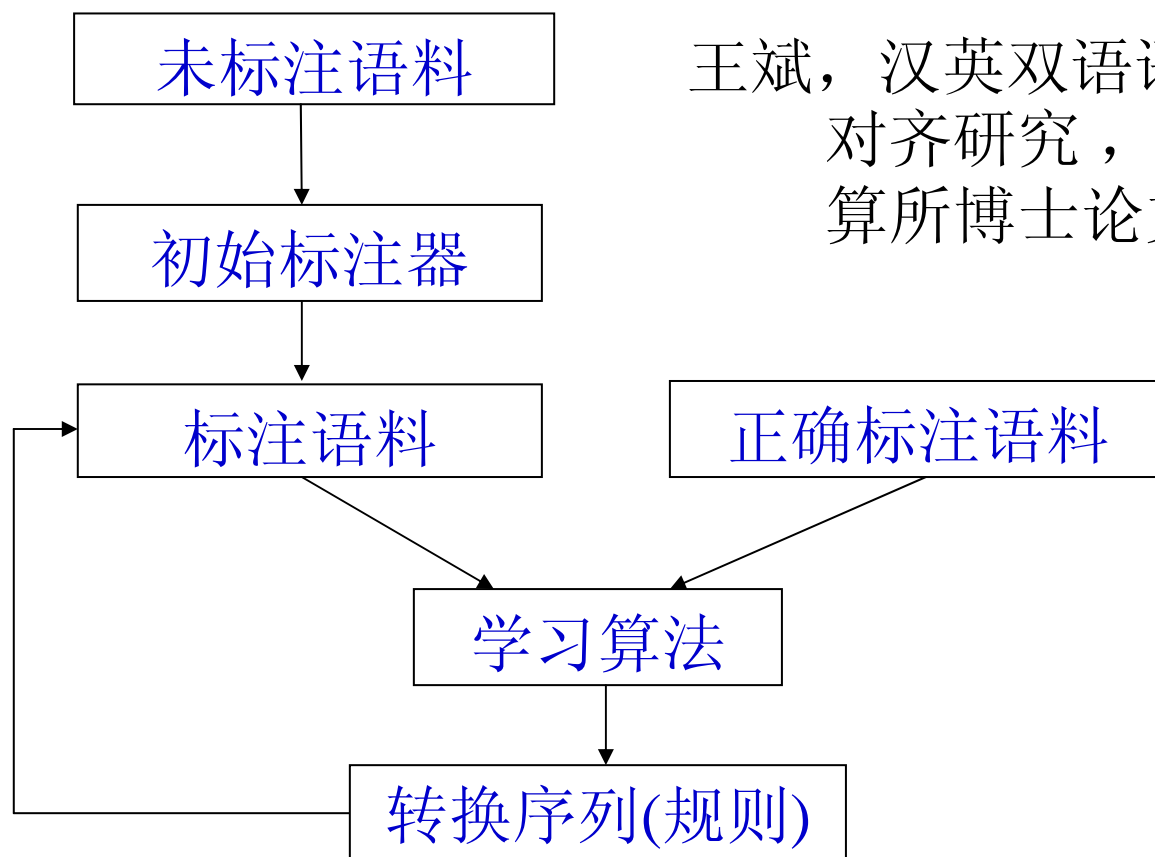 未标注语料
王斌，汉英双语
对齐研究，
算所博士论
初始标注器
标注语料
正确标注语料
学习算法
转换序列(规则)